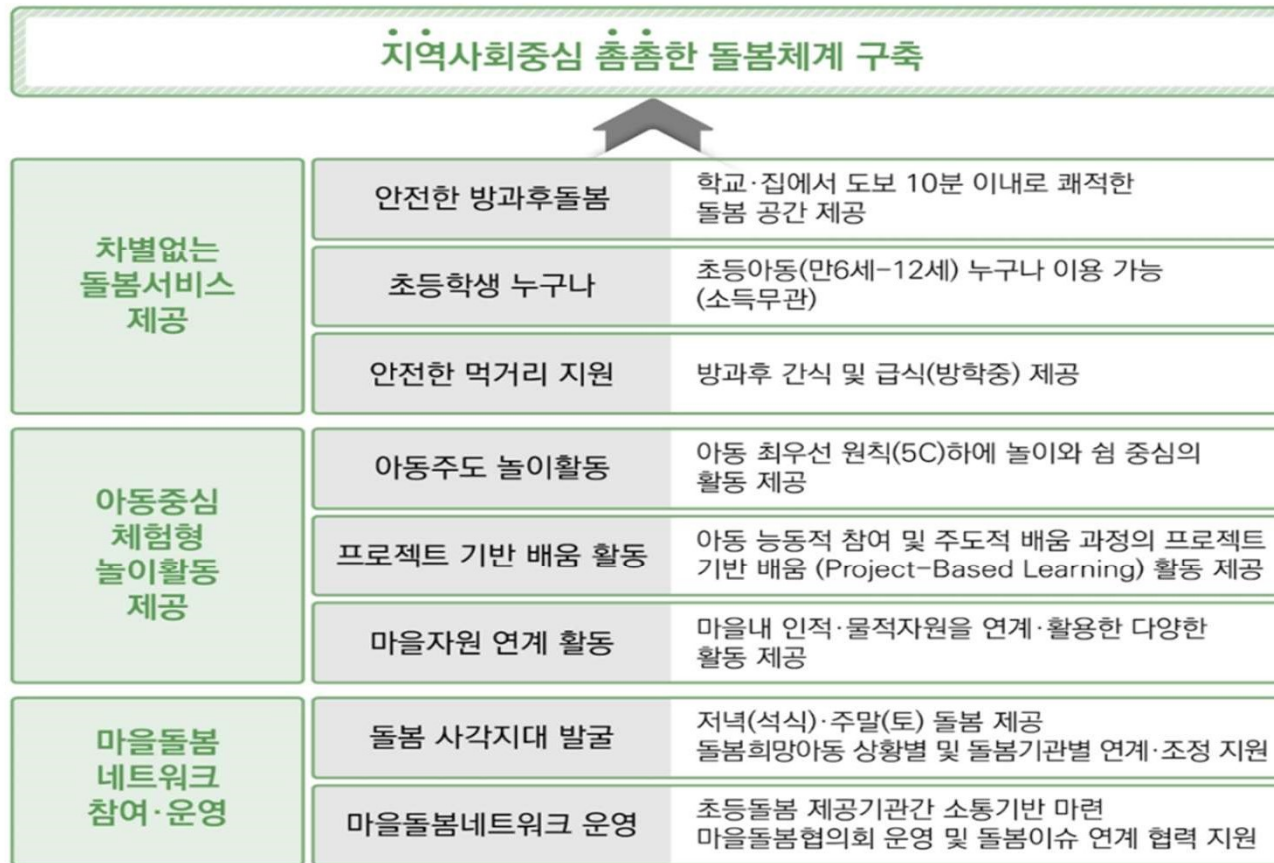 지역사회중심 촘촘한 돌봄체계 구축
차별없는
돌봄서비스
제공
안전한 방과후돌봄
학교·집에서 도보 10분 이내로 쾌적한
돌봄 공간 제공
초등학생 누구나
초등아동(만6세-12세) 누구나 이용 가능
(소득무관)
안전한 먹거리 지원
방과후 간식 및 급식(방학중) 제공
아동중심
체험형
놀이활동
제공
아동주도 놀이활동
아동 최우선 원칙(5C)하에 놀이와 쉼 중심의
활동 제공
프로젝트 기반 배움 활동
아동 능동적 참여 및 주도적 배움 과정의 프로젝트
기반 배움 (Project-Based Learning) 활동 제공
마을자원 연계 활동
마을내 인적·물적자원을 연계·활용한 다양한
활동 제공
마을돌봄
네트워크
참여·운영
돌봄 사각지대 발굴
저녁(석식)·주말(토) 돌봄 제공
돌봄희망아동 상황별 및 돌봄기관별 연계·조정 지원
마을돌봄네트워크 운영
초등돌봄 제공기관간 소통기반 마련
마을돌봄협의회 운영 및 돌봄이슈 연계 협력 지원